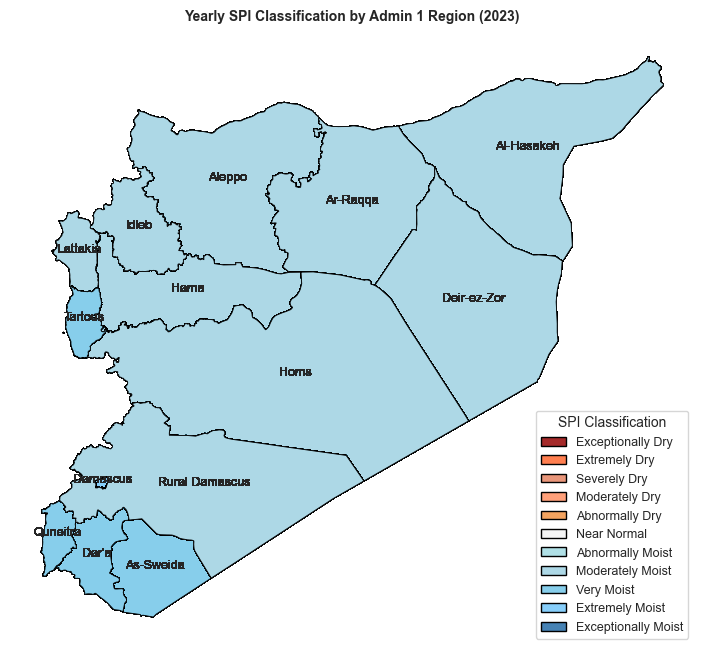 Yearly SPI Classification by Admin 1 Region (2023)
Al-Hasakeh
Aleppo
Ar-Raqqa
Idleb
Lattakia
Hama
Deir-ez-Zor
Tartous
Homs
Damascus
Rural Damascus
Quneitra
Dar'a
As-Sweida
SPI Classification
Exceptionally Dry
Extremely Dry
Severely Dry
Moderately Dry
Abnormally Dry
Near Normal
Abnormally Moist
Moderately Moist
Very Moist
Extremely Moist
Exceptionally Moist